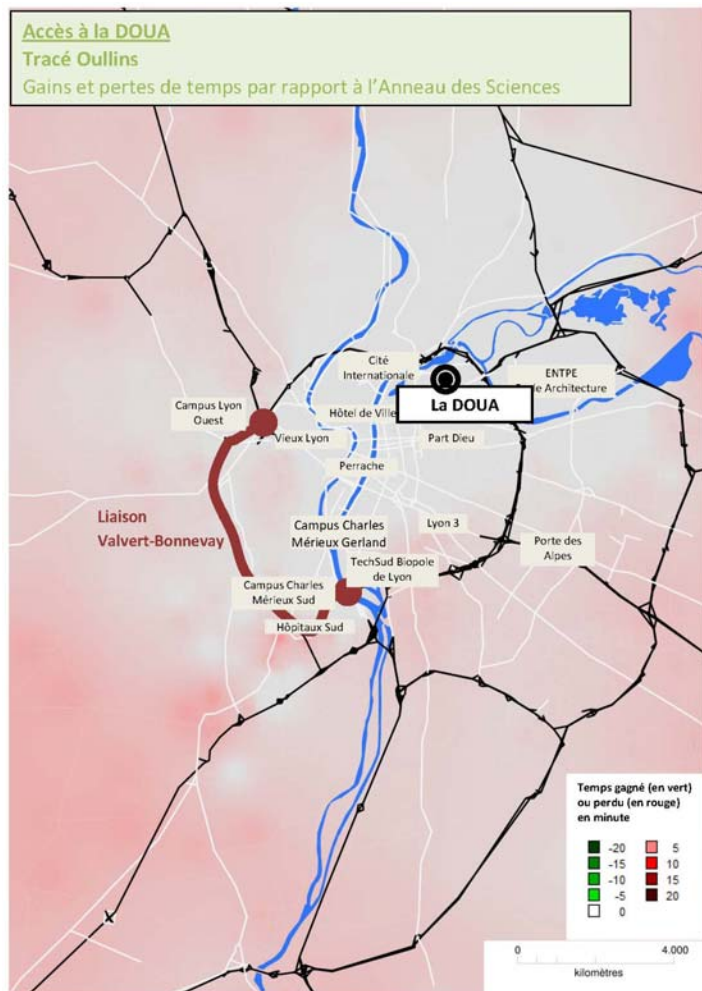 Accès à la DOUA
Tracé Oullins
Gains et pertes de temps par rapport à l'Anneau des Sciences
Cité
Internationale
ENTPE
le Architecture
La DOUA
Campus Lyon
Ouest
Hôtel de Ville
Vieux Lyon
Part Dieu
Perrache
Liaison
Valvert-Bonnevay
Campus Charles
Mérieux Gerland
Lyon 3
Porte des
Alpes
TechSud Biopole
de Lyon
Campus Charles
Mérieux Sud
Hôpitaux Sud
Temps gagné (en vert)
ou perdu (en rouge)
en minute
-20 5
-15 10
-10 15
-5 20
0
0 4.000
kilomètres